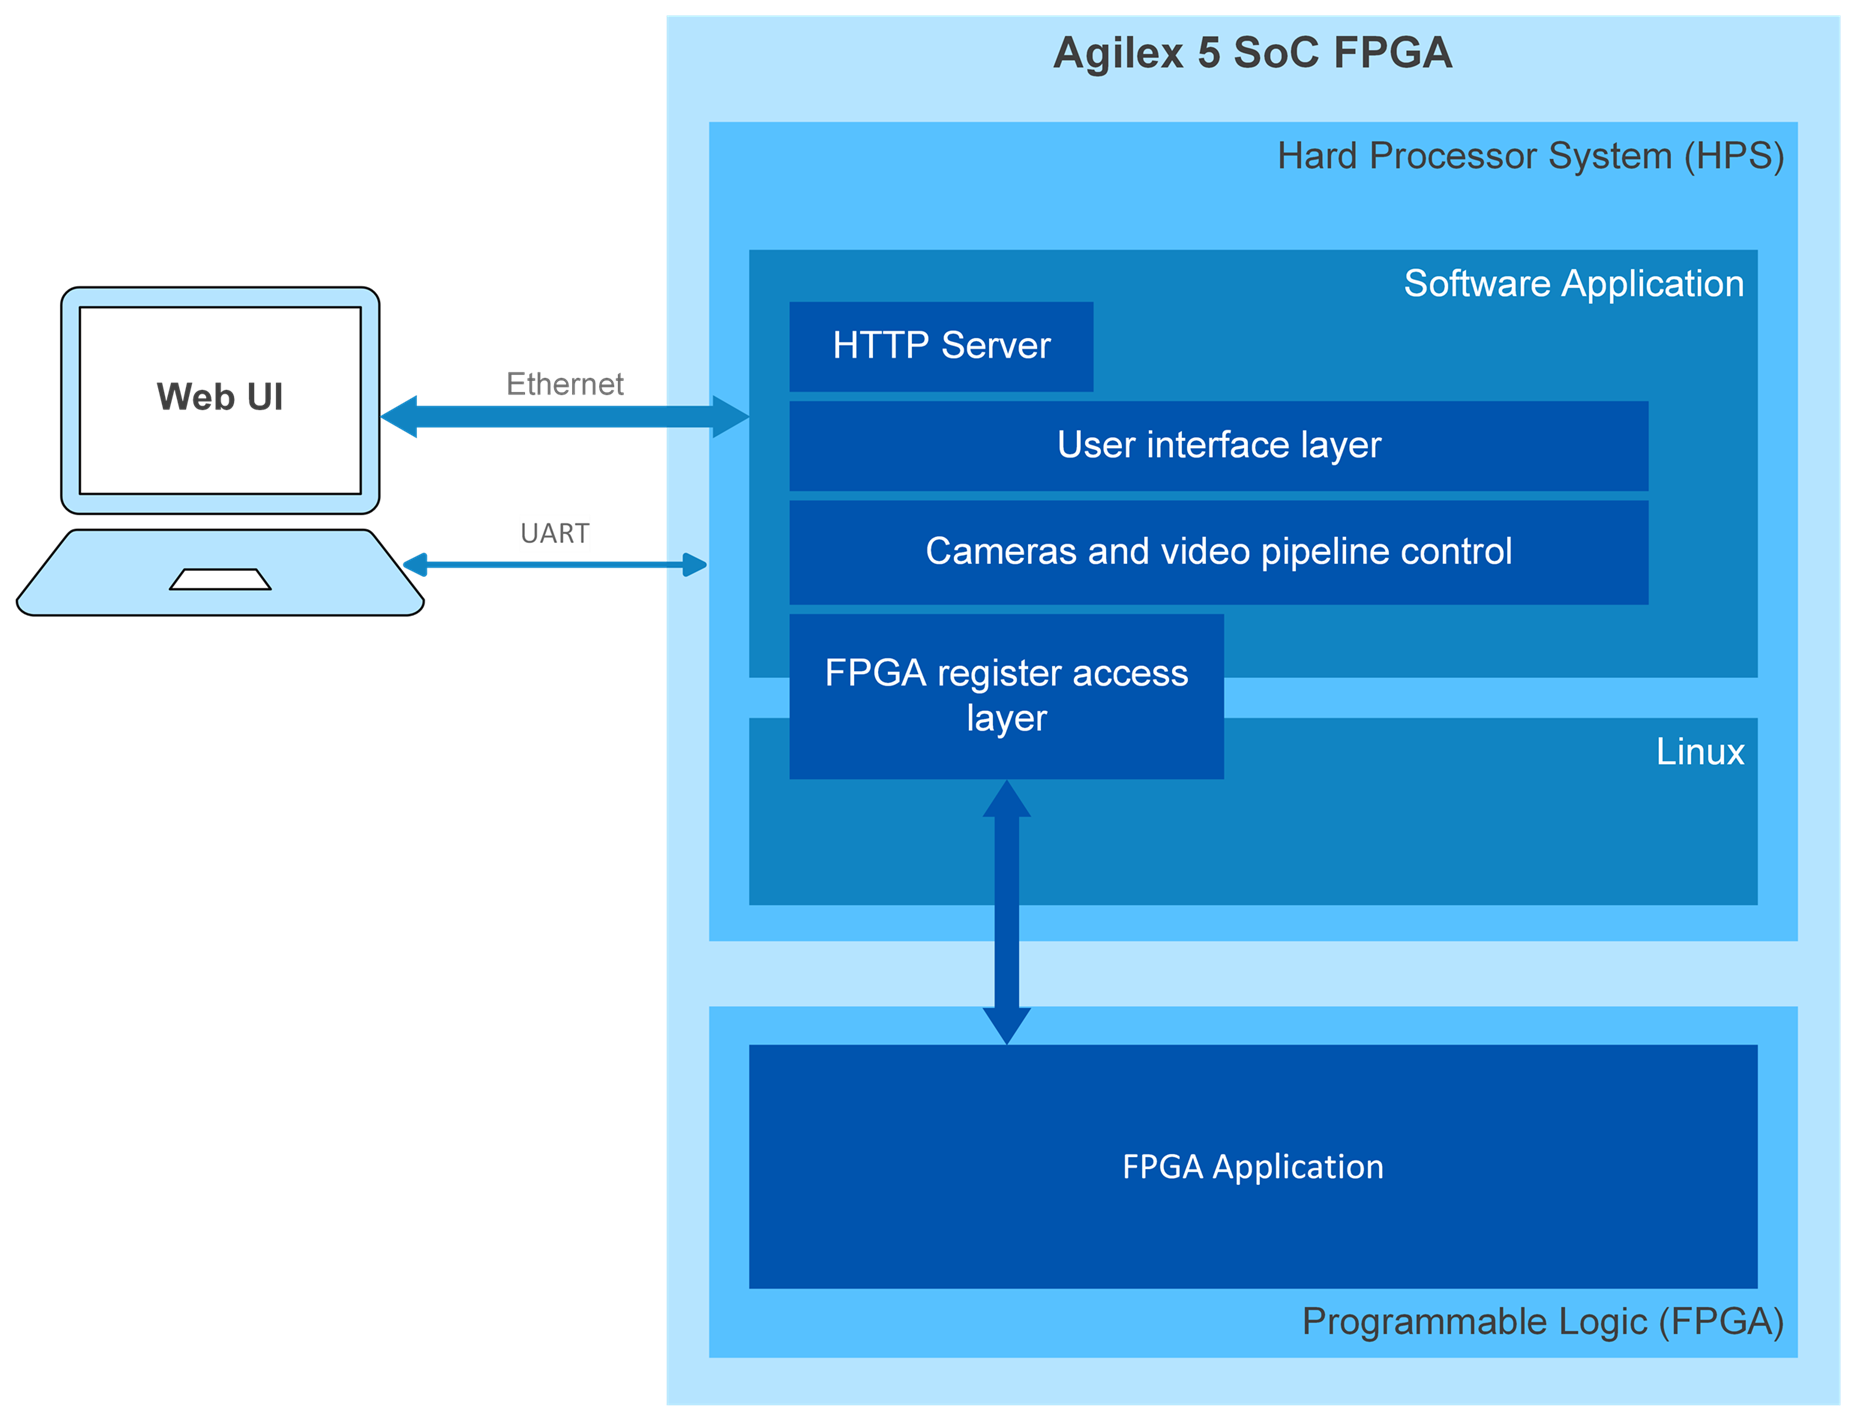 Agilex 5 SoC FPGA
Hard Processor System (HPS)
Software Application
HTTP Server
Web UI
Ethernet
User interface layer
UART
Cameras and video pipeline control
FPGA register access
layer
Linux
FPGA Application
Programmable Logic (FPGA)